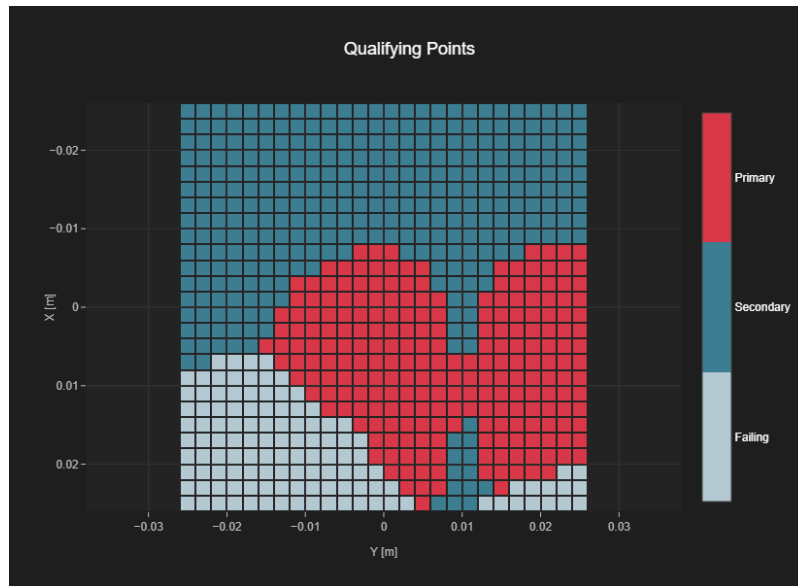 Qualifying Points
−0.02
−0.01
0
0.01
0.02
X [m]
−0.03
−0.02
−0.01
0
0.01
0.02
0.03
Y [m]
Primary
Secondary
Failing